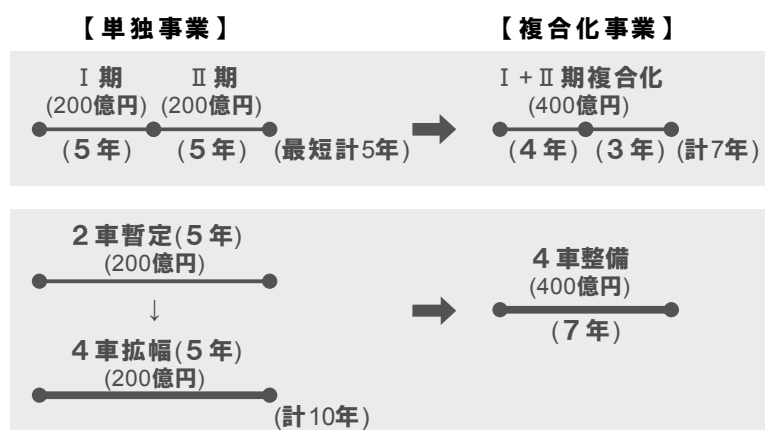 【単独事業】
【複合化事業】
Ⅰ期
Ⅱ期
(200億円)
(200億円)
(5年)
(5年)
(最短計5年)
Ⅰ+Ⅱ期複合化
(400億円)
(4年)
(3年)
(計7年)
2車暫定(5年)
(200億円)
↓
4車拡幅(5年)
(200億円)
(計10年)
4車整備
(400億円)
(7年)